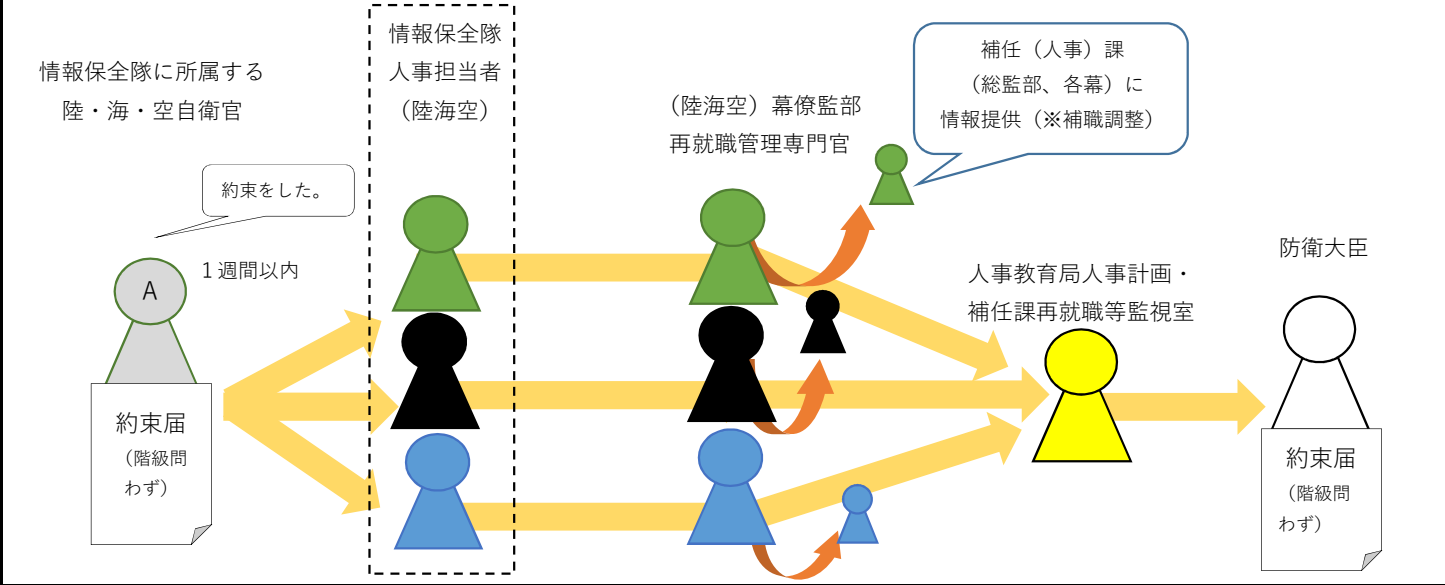 情報保全隊に所属する
陸・海・空自衛官
約束をした。
A
1週間以内
約束届
（階級問
わず）
情報保全隊
人事担当者
（陸海空）
（陸海空）幕僚監部
再就職管理専門官
補任（人事）課
（総監部、各幕）に
情報提供（※補職調整）
人事教育局人事計画・
補任課再就職等監視室
防衛大臣
約束届
（階級問
わず）